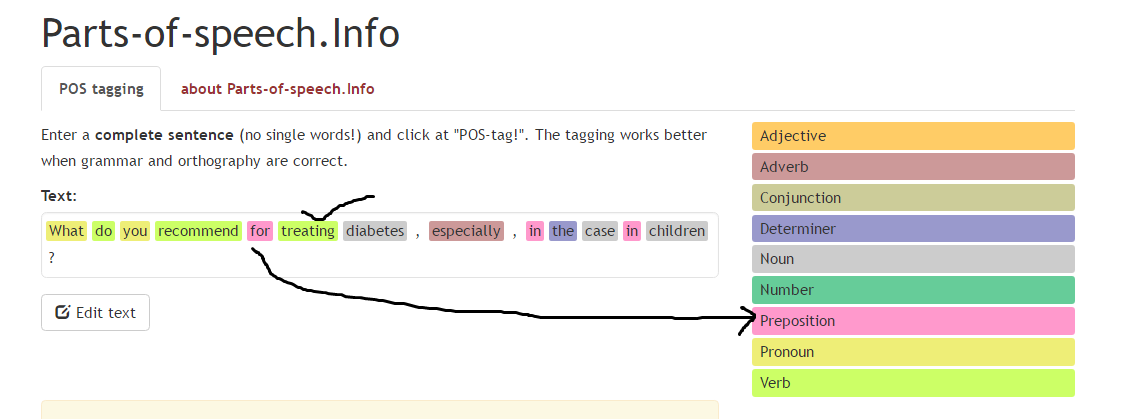 Parts-of-speech.Info
POS tagging
about Parts-of-speech.Info
Enter a complete sentence (no single words!) and click at "POS-tag!". The tagging works better
when grammar and orthography are correct.
Text:
What do you recommend for treating diabetes , especially , in the case in children
?
Edit text
Adjective
Adverb
Conjunction
Determiner
Noun
Number
Preposition
Pronoun
Verb